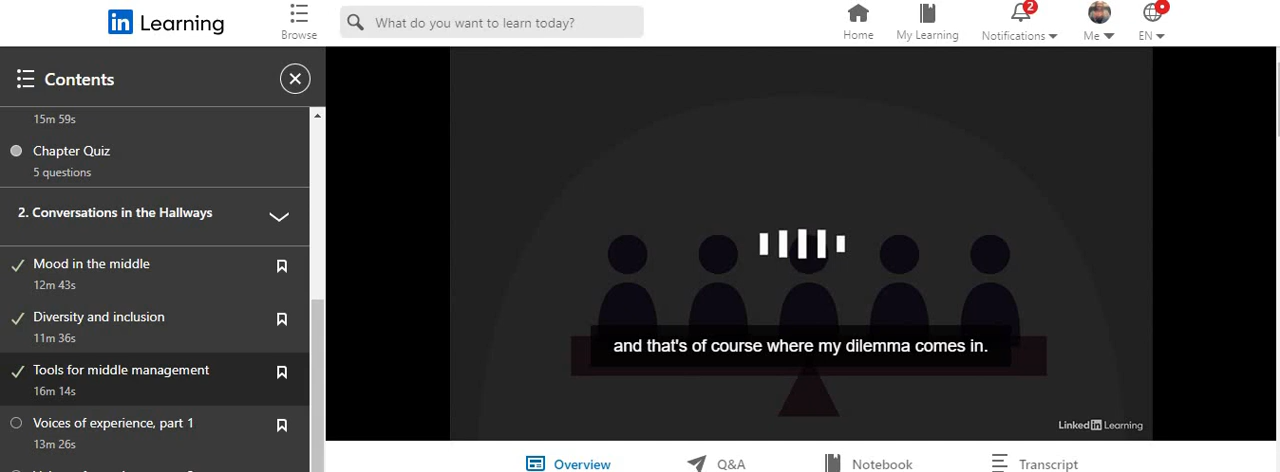 in Learning
Browse
What do you want to learn today?
Home
My Learning
2
Notifications
Me
EN
Contents
15m 59s
Chapter Quiz
5 questions
2. Conversations in the Hallways
Mood in the middle
12m 43s
Diversity and inclusion
11m 36s
Tools for middle management
16m 14s
Voices of experience, part 1
13m 26s
and that's of course where my dilemma comes in.
Linked in Learning
Overview
Q&A
Notebook
Transcript